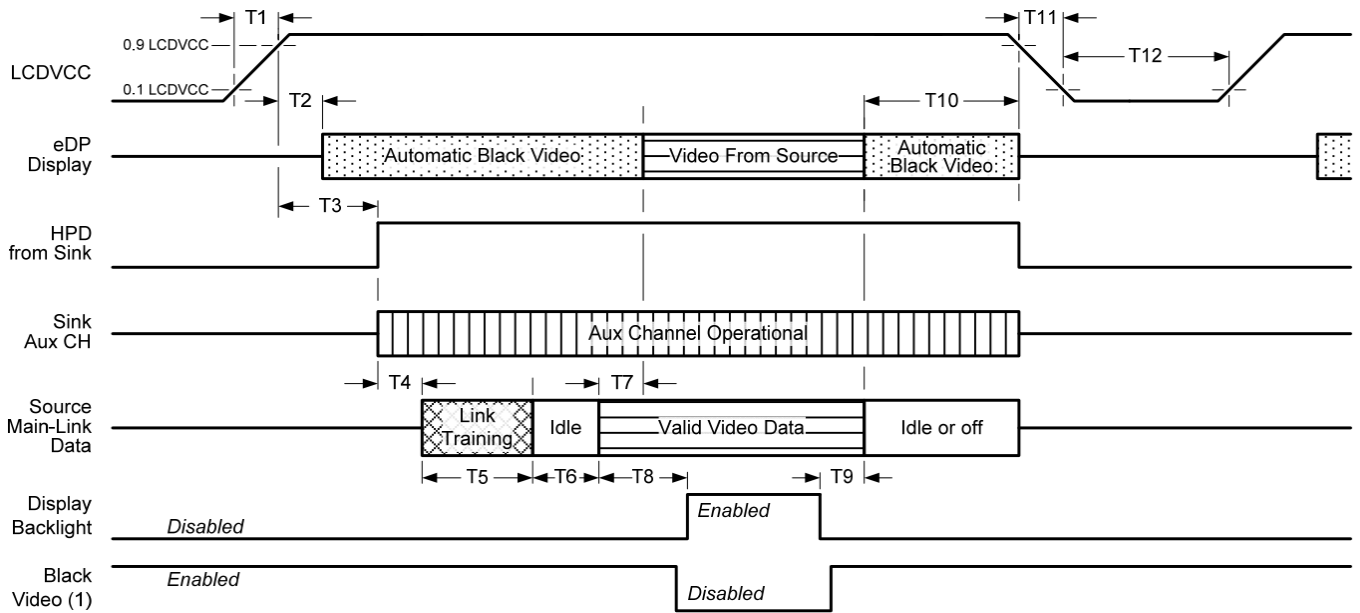 T1
T11
0.9 LCDVCC
LCDVCC
T12
0.1 LCDVCC
T2
T10
eDP
Display
Automatic Black Video
Video From Source
Automatic
Black Video
T3
HPD
from Sink
Sink
Aux CH
Aux Channel Operational
T4
T7
Source
Main-Link
Data
Link
Training
Idle
Valid Video Data
Idle or off
T5
T6
T8
T9
Display
Backlight
Disabled
Enabled
Black
Video (1)
Enabled
Disabled